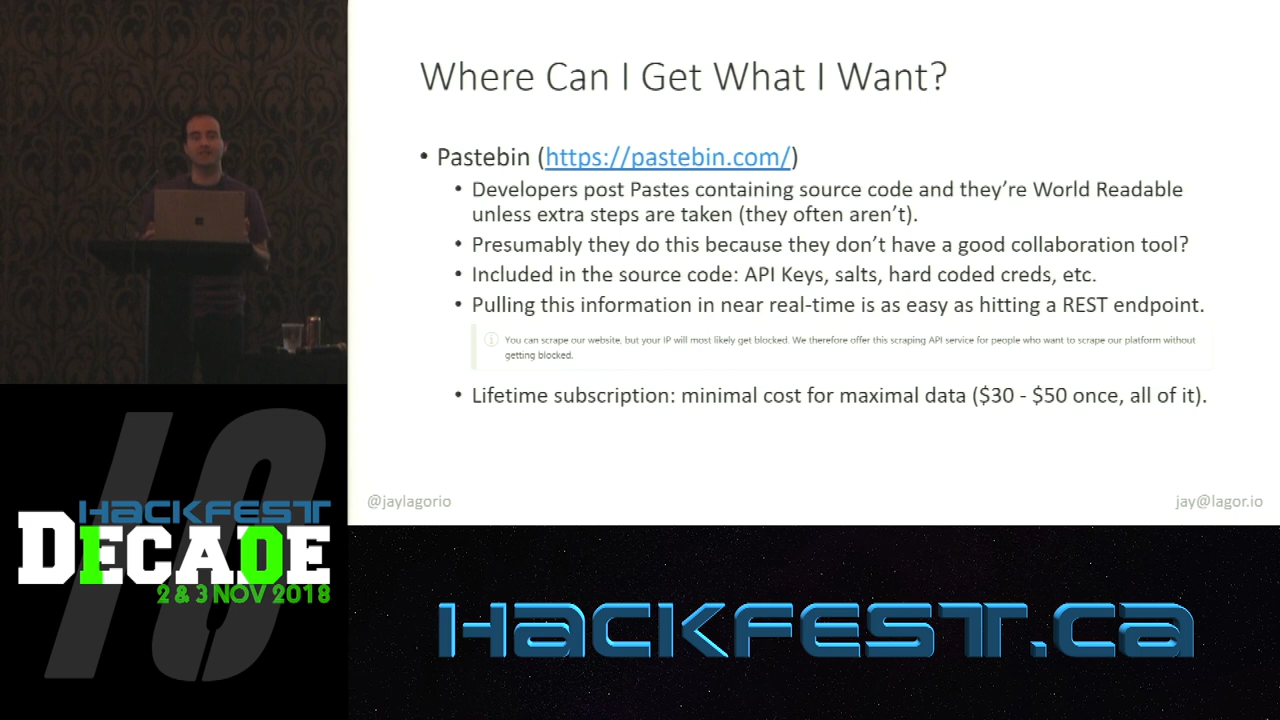 Where Can I Get What I Want?
• Pastebin (https://pastebin.com/)
• Developers post Pastes containing source code and they're World Readable
unless extra steps are taken (they often aren't).
• Presumably they do this because they don't have a good collaboration tool?
• Included in the source code: API Keys, salts, hard coded creds, etc.
• Pulling this information in near real-time is as easy as hitting a REST endpoint.
You can scrape our website, but your IP will most likely get blocked. We therefore offer this scraping API service for people who want to scrape our platform without
getting blocked.
• Lifetime subscription: minimal cost for maximal data ($30 - $50 once, all of it).
@jaylagorio
jay@lagor.io
10
HACKFEST
DECADE
2 & 3 NOV 2018
HACKFEST.Ca